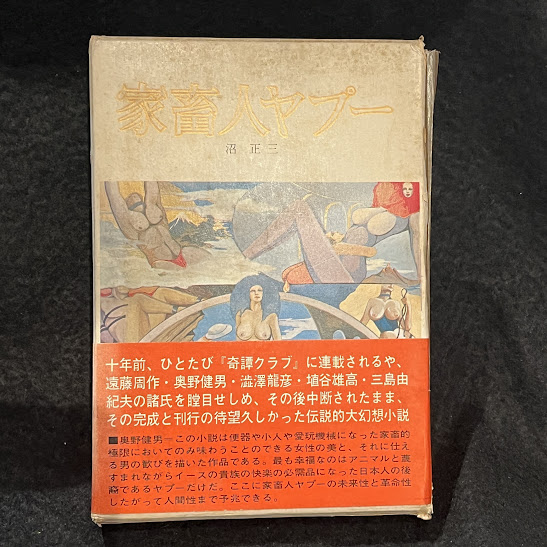 家畜人ヤプー
沼 正 三
十年前、ひとたび『奇譚クラブ』に連載されるや、
遠藤周作・奥野健男・澁澤龍彦・埴谷雄高・三島由
紀夫の諸氏を瞠目せしめ、その後中断されたまま、
その完成と刊行の待望久しかった伝説的大幻想小説
■奥野健男―この小説は便器や小人や愛玩機械になった家畜的
極限においてのみ味わうことのできる女性の美と、それに仕え
る男の歓びを描いた作品である。最も幸福なのはアニマルと蔑
すまれながらイースの貴族の快楽の必需品になった日本人の後
裔であるヤプーだけだ。ここに家畜人ヤプーの未来性と革命性
したがって人間性まで予兆できる。